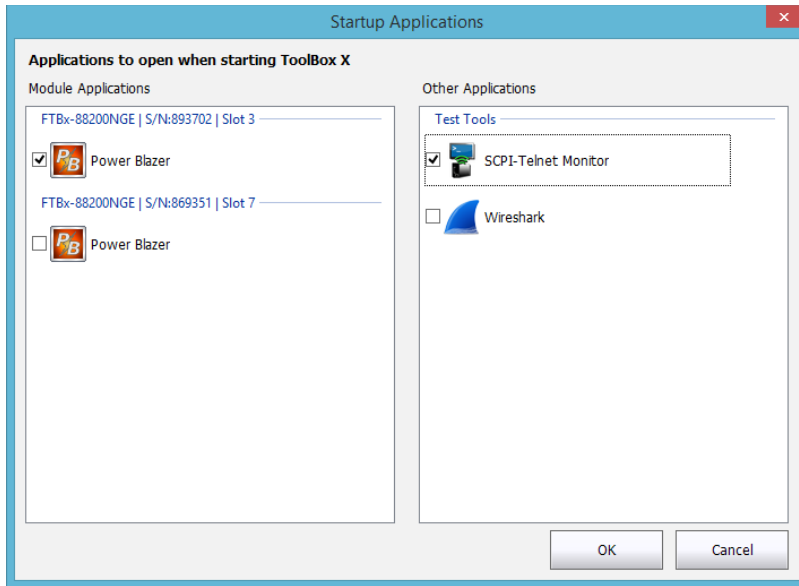 Startup Applications
Applications to open when starting ToolBox X
Module Applications
FTBx-88200NGE | S/N:893702 | Slot 3
Power Blazer
FTBx-88200NGE | S/N:869351 | Slot 7
Power Blazer
Other Applications
Test Tools
SCPI-Telnet Monitor
Wireshark
OK
Cancel